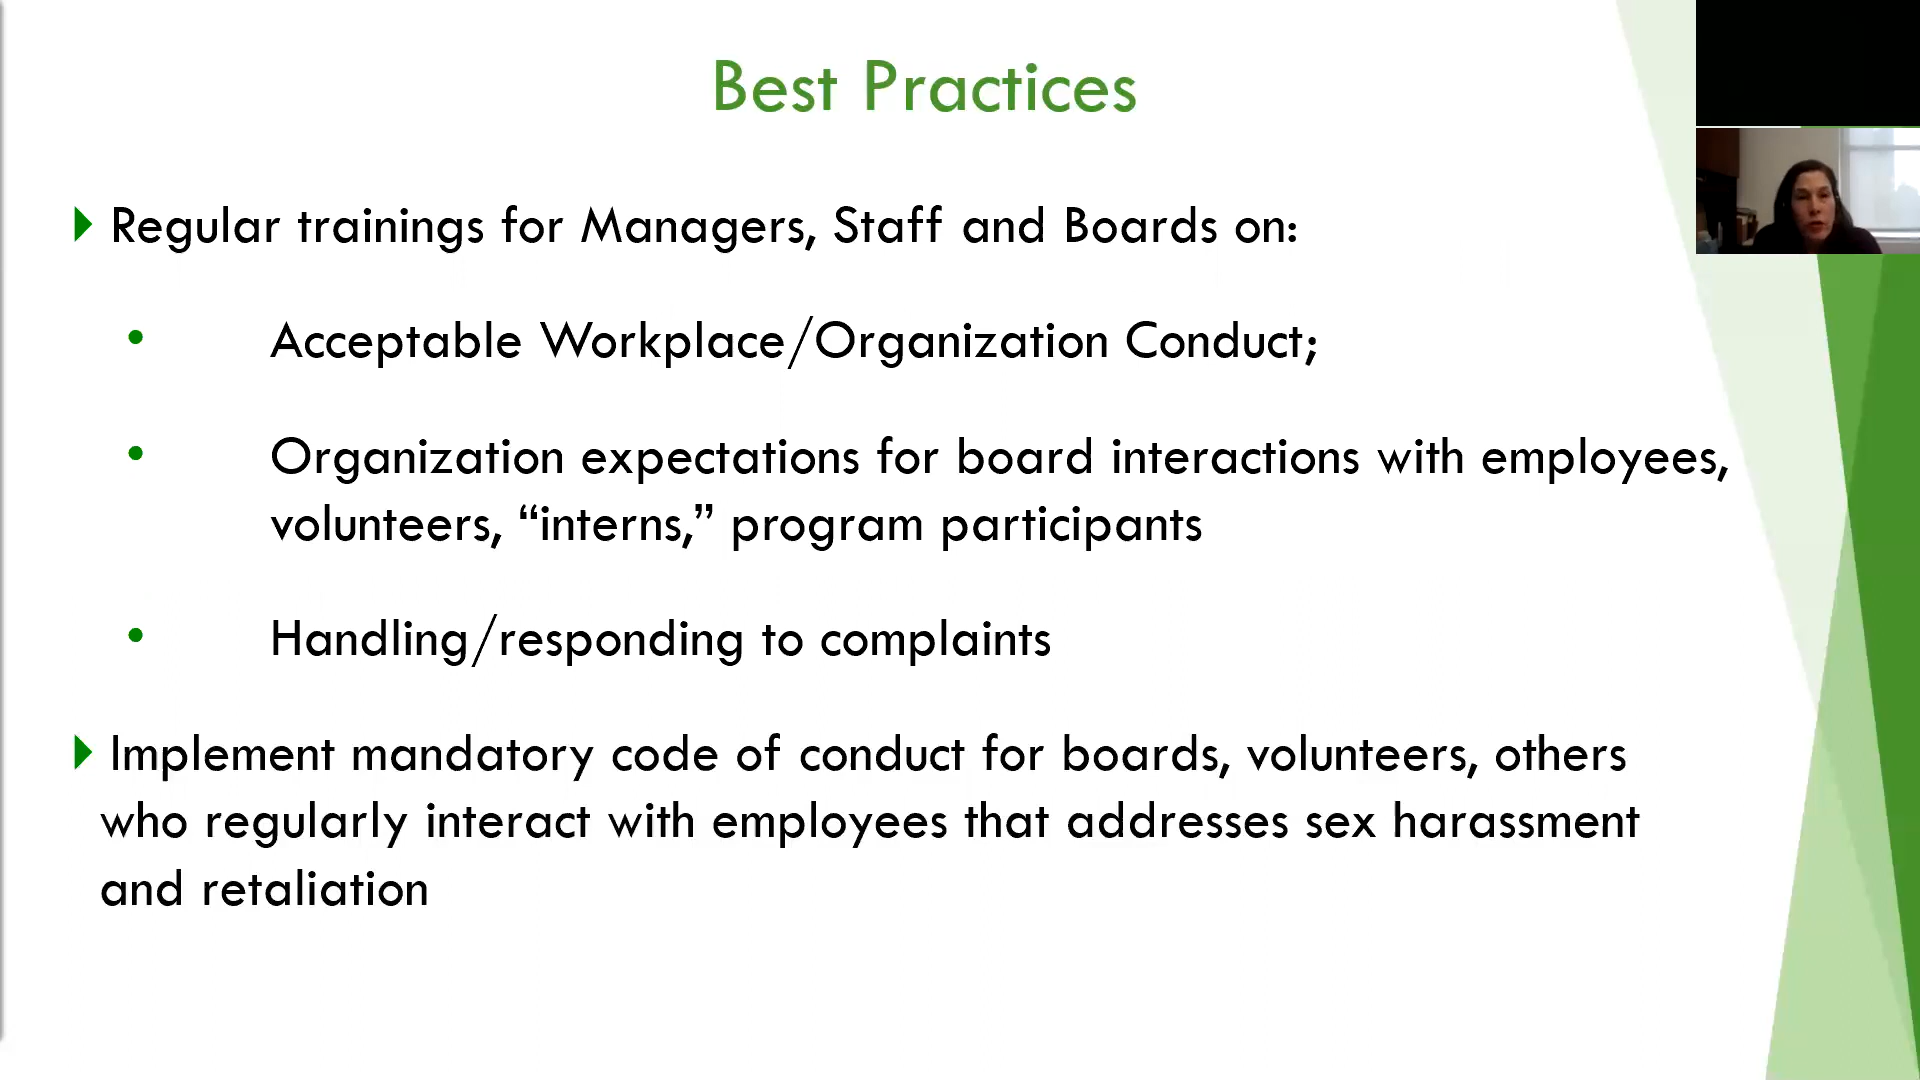 Best Practices
Regular trainings for Managers, Staff and Boards on:
• Acceptable Workplace/Organization Conduct;
• Organization expectations for board interactions with employees,
volunteers, “interns,” program participants
• Handling/responding to complaints
Implement mandatory code of conduct for boards, volunteers, others
who regularly interact with employees that addresses sex harassment
and retaliation